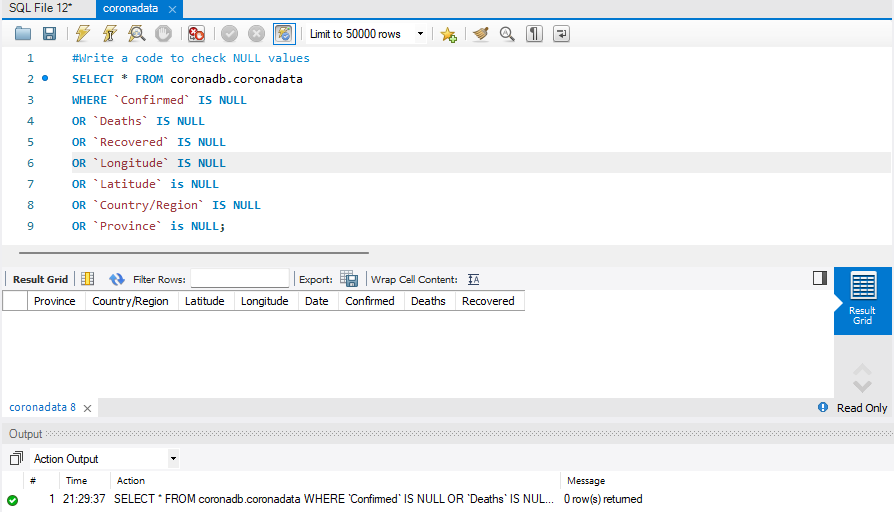 SQL File 12* coronadata ×
Limit to 50000 rows
1 #Write a code to check NULL values
2 SELECT * FROM coronadb.coronadata
3 WHERE `Confirmed` IS NULL
4 OR `Deaths` IS NULL
5 OR `Recovered` IS NULL
6 OR `Longitude` IS NULL
7 OR `Latitude` is NULL
8 OR `Country/Region` IS NULL
9 OR `Province` is NULL;
Result Grid Filter Rows: Export: Wrap Cell Content: IA
Province Country/Region Latitude Longitude Date Confirmed Deaths Recovered
Result
Grid
coronadata 8 × Read Only
Output
Action Output
# Time Action Message
1 21:29:37 SELECT * FROM coronadb.coronadata WHERE `Confirmed` IS NULL OR `Deaths` IS NUL... 0 row(s) returned